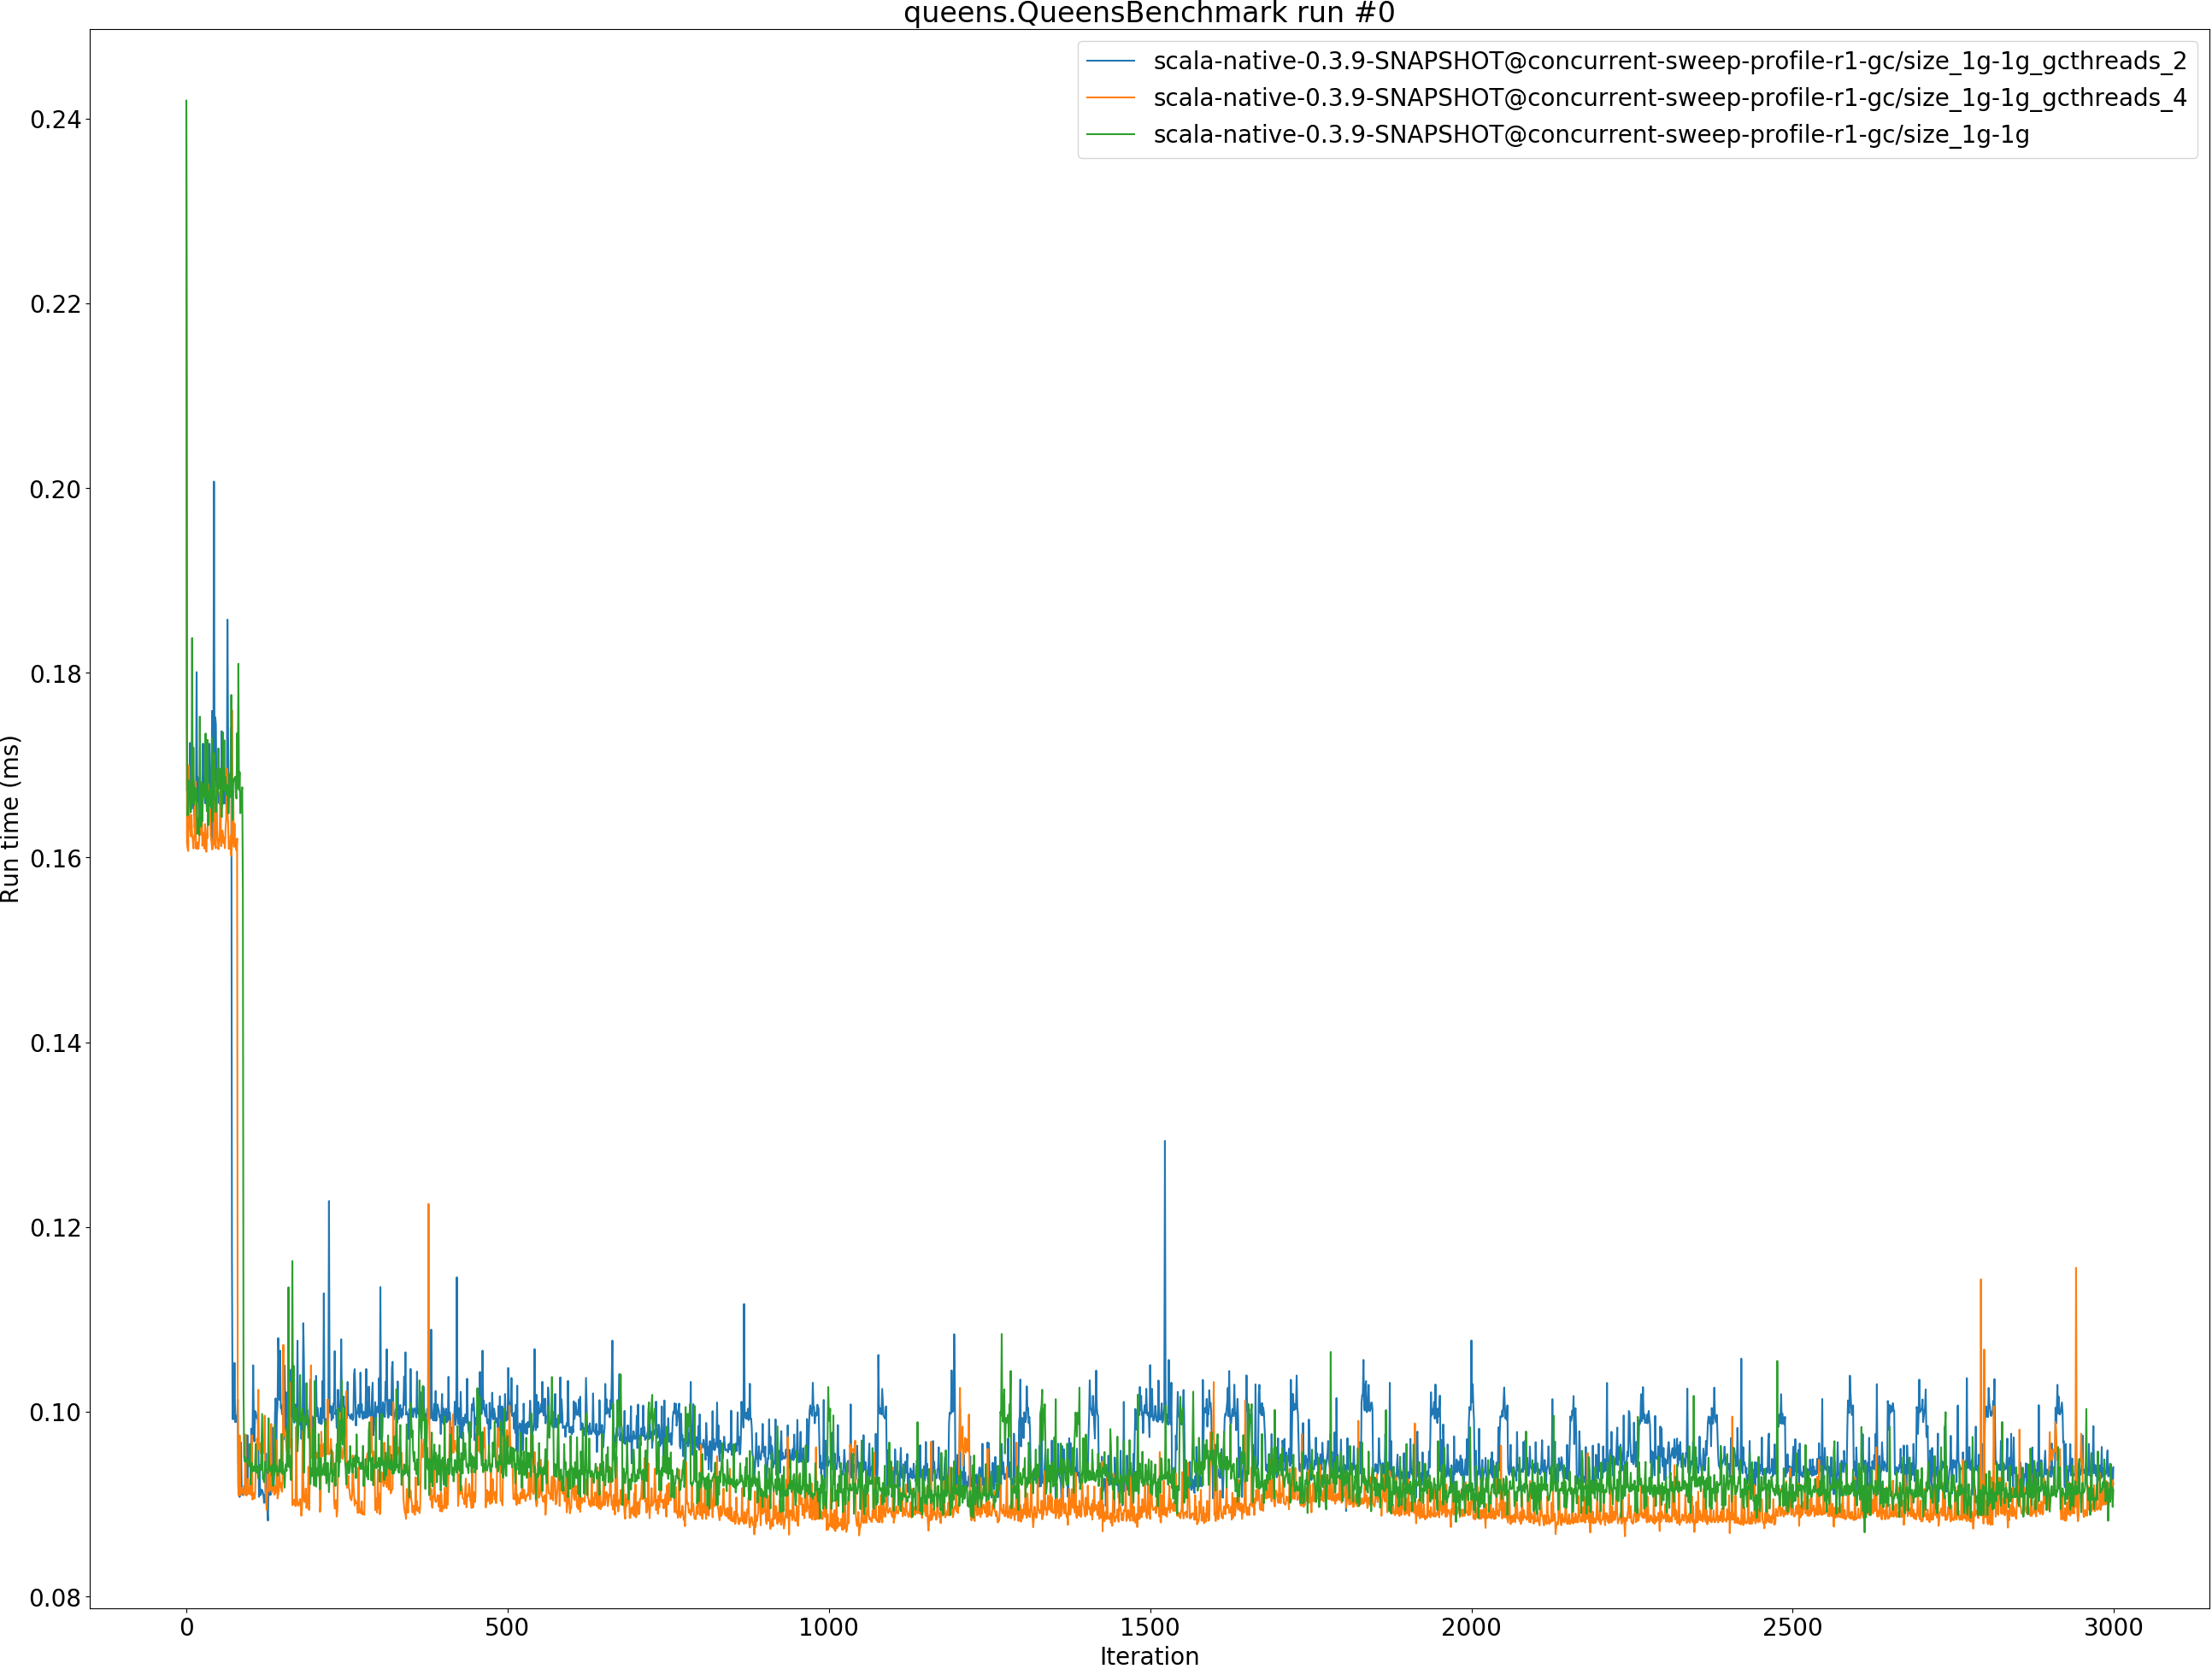 queens.QueensBenchmark run #0
scala-native-0.3.9-SNAPSHOT@concurrent-sweep-profile-r1-gc/size_1g-1g_gcthreads_2
scala-native-0.3.9-SNAPSHOT@concurrent-sweep-profile-r1-gc/size_1g-1g_gcthreads_4
scala-native-0.3.9-SNAPSHOT@concurrent-sweep-profile-r1-gc/size_1g-1g
0.24
0.22
0.20
0.18
0.16
0.14
0.12
0.10
0.08
Run time (ms)
0 500 1000 1500 2000 2500 3000
Iteration